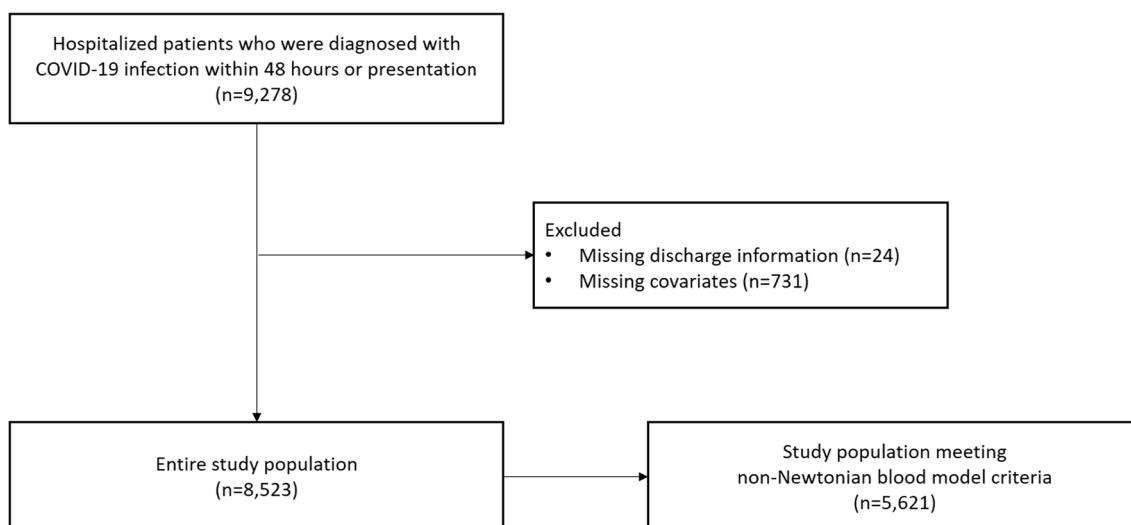 Hospitalized patients who were diagnosed with
COVID-19 infection within 48 hours or presentation
(n=9,278)
Excluded
• Missing discharge information (n=24)
• Missing covariates (n=731)
Entire study population
(n=8,523)
Study population meeting
non-Newtonian blood model criteria
(n=5,621)